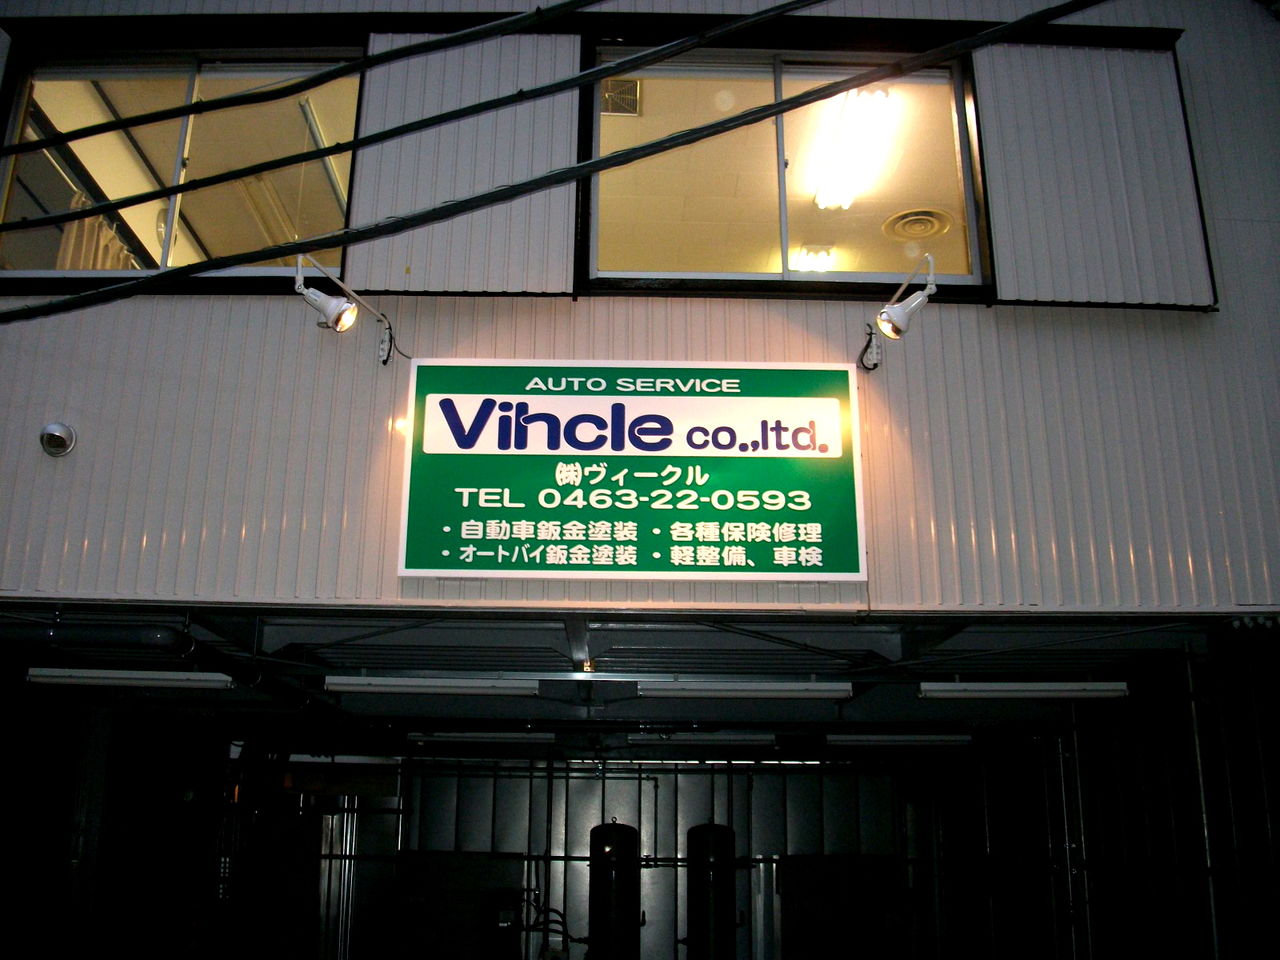 AUTO SERVICE
Vihcle co.,ltd.
㈱ヴィークル
TEL 0463-22-0593
・自動車鈑金塗装 ・各種保険修理
・オートバイ鈑金塗装 ・軽整備、車検